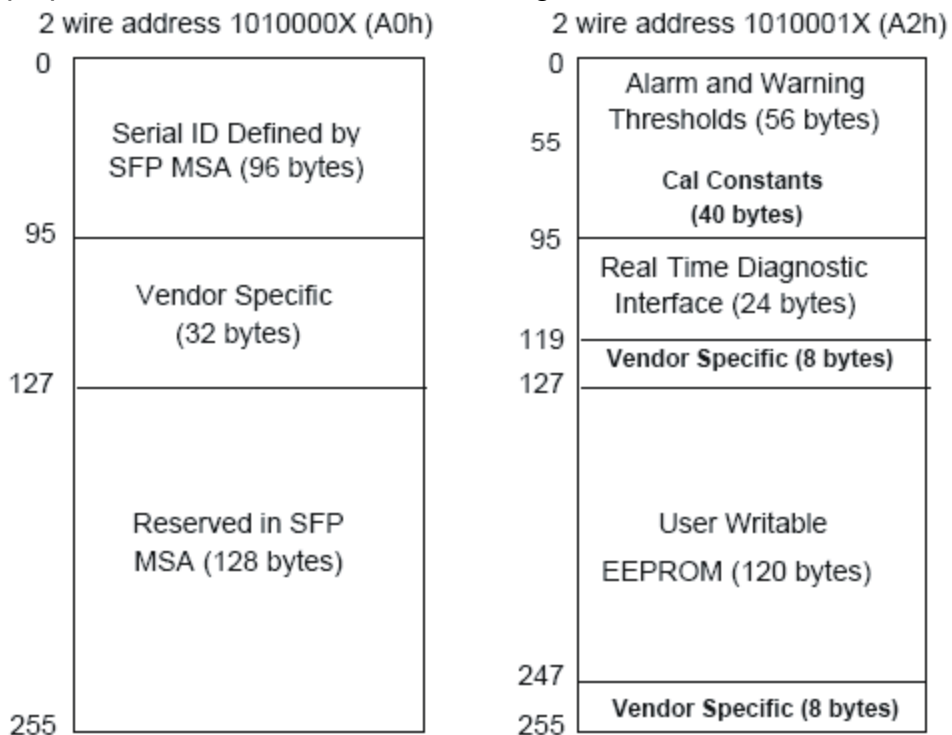 2 wire address 1010000X (A0h)
0
Serial ID Defined by
SFP MSA (96 bytes)
95
Vendor Specific
(32 bytes)
127
Reserved in SFP
MSA (128 bytes)
255
2 wire address 1010001X (A2h)
0
Alarm and Warning
Thresholds (56 bytes)
55
Cal Constants
(40 bytes)
95
Real Time Diagnostic
Interface (24 bytes)
119
Vendor Specific (8 bytes)
127
User Writable
EEPROM (120 bytes)
247
Vendor Specific (8 bytes)
255